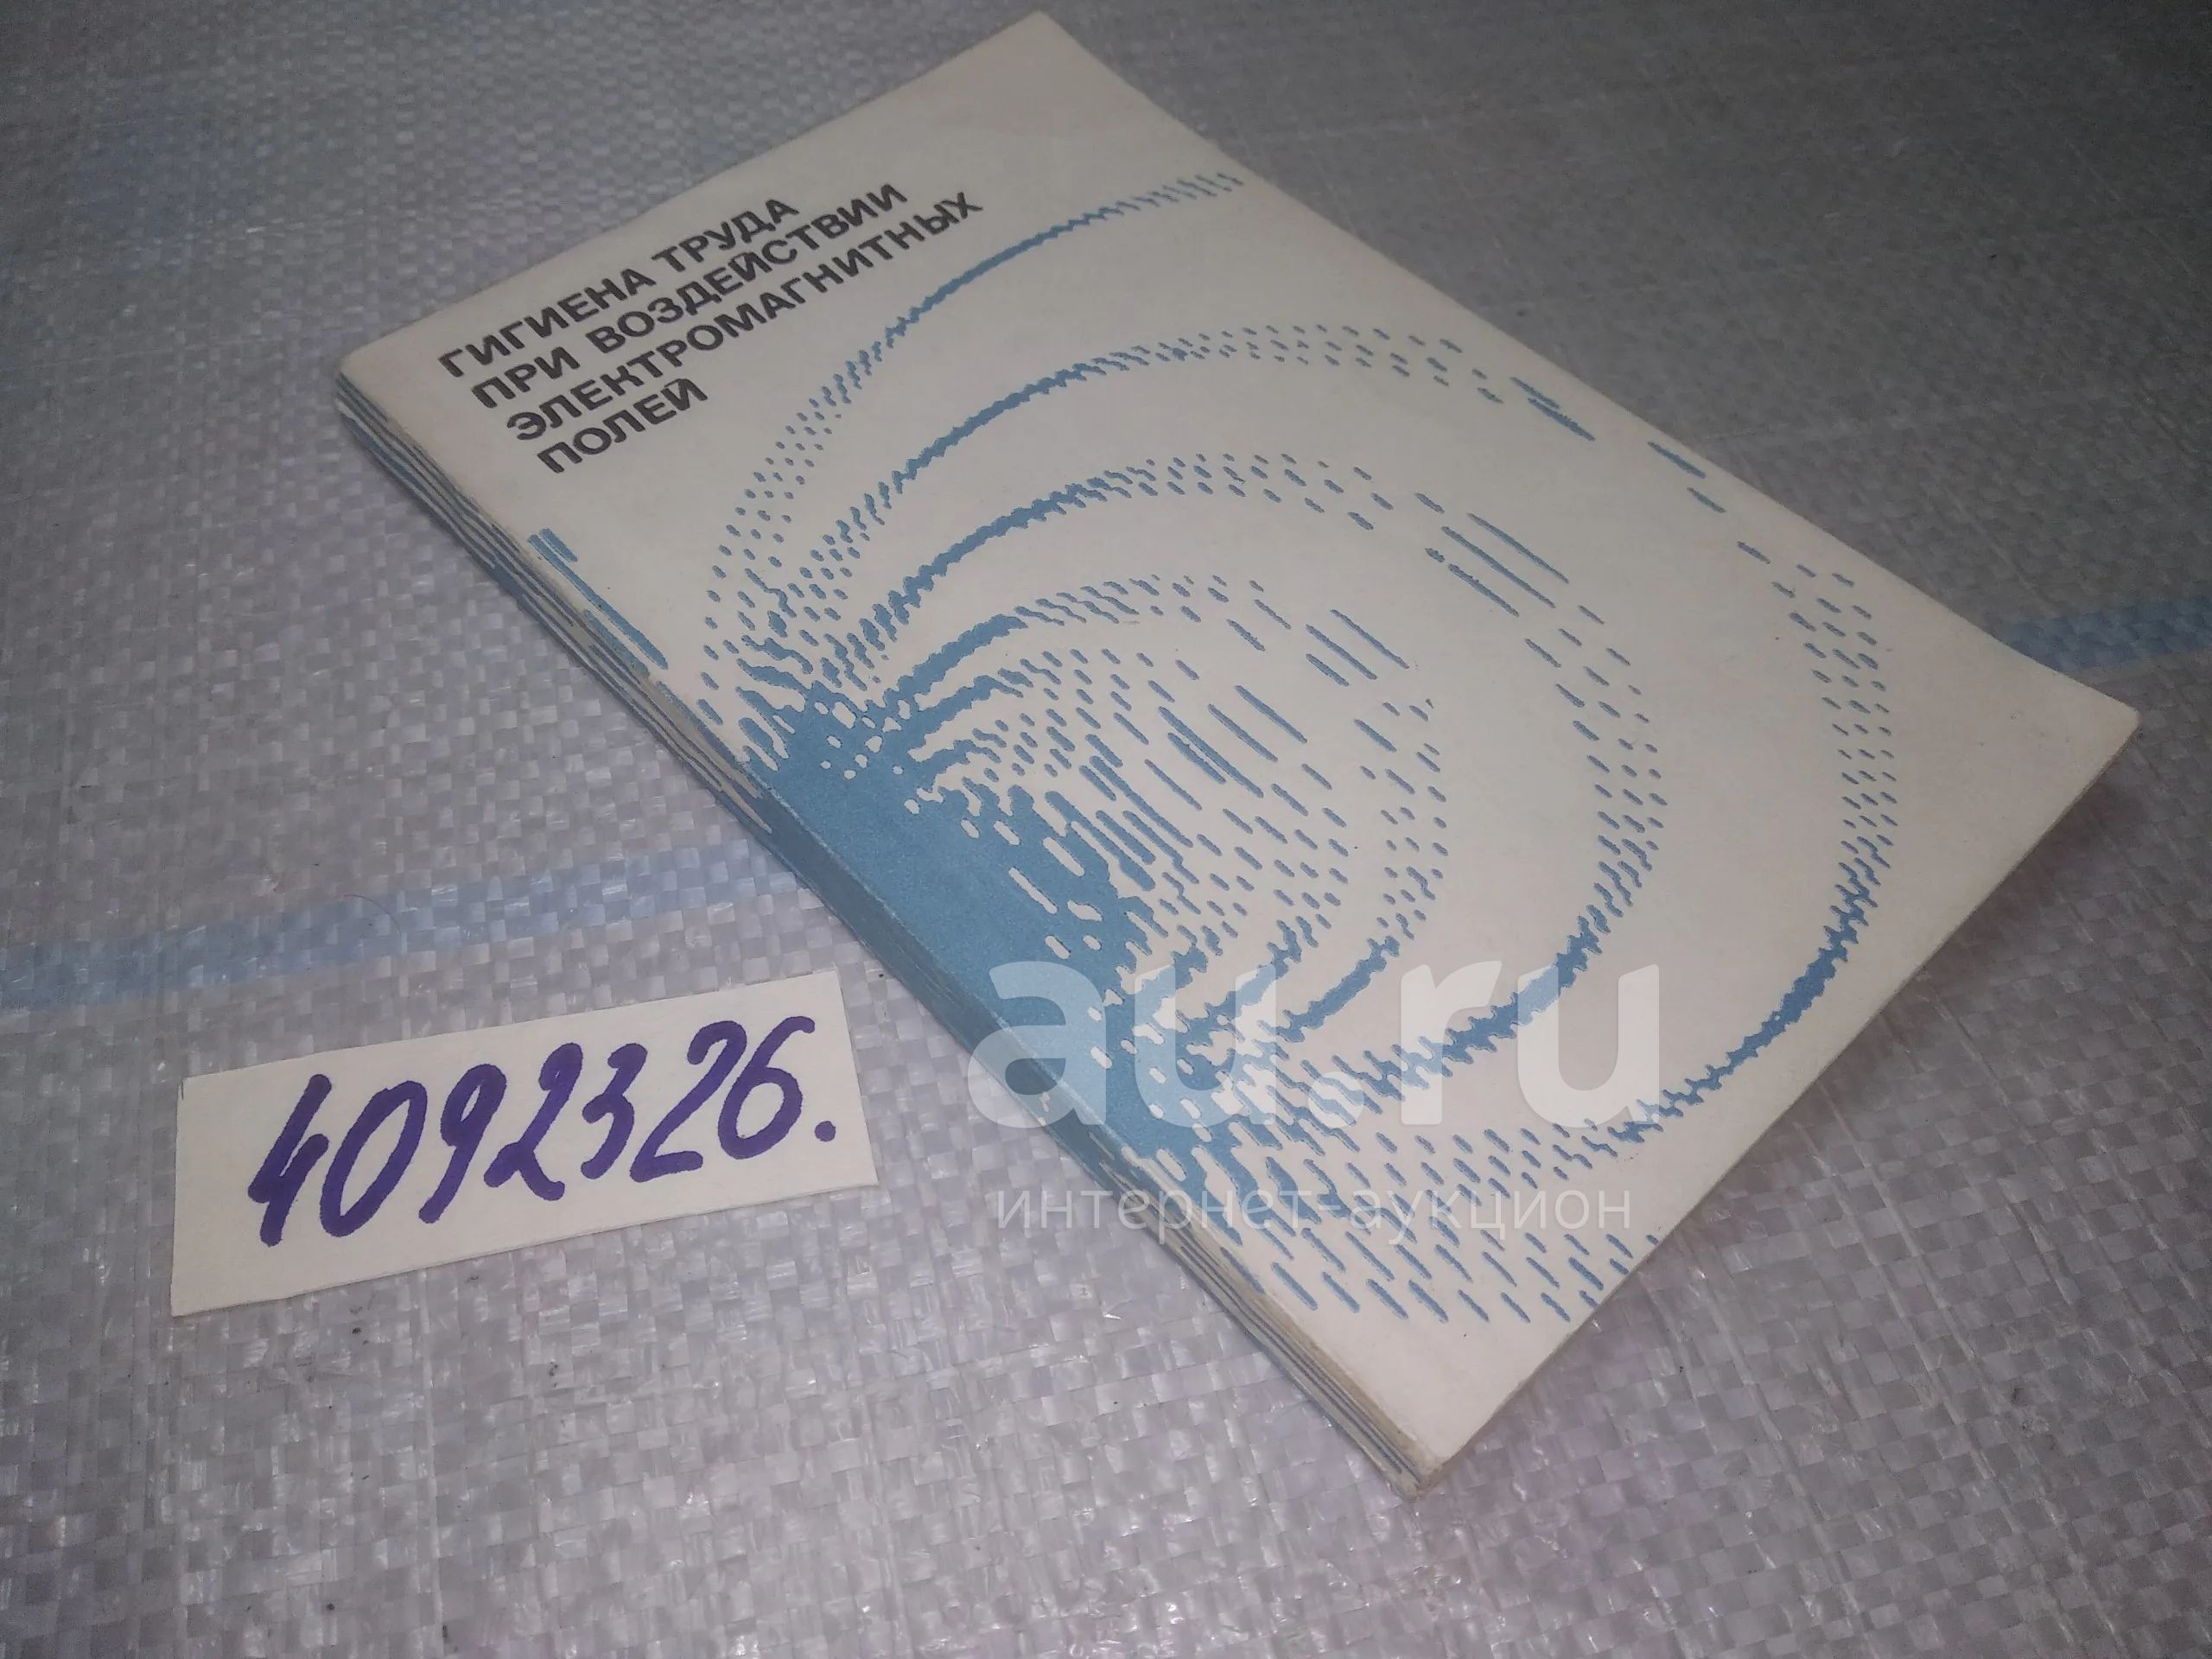 ГИГИЕНА ТРУДА
ПРИ ВОЗДЕЙСТВИИ
ЭЛЕКТРОМАГНИТНЫХ
ПОЛЕЙ
4092326.
au.ru
интернет-аукцион